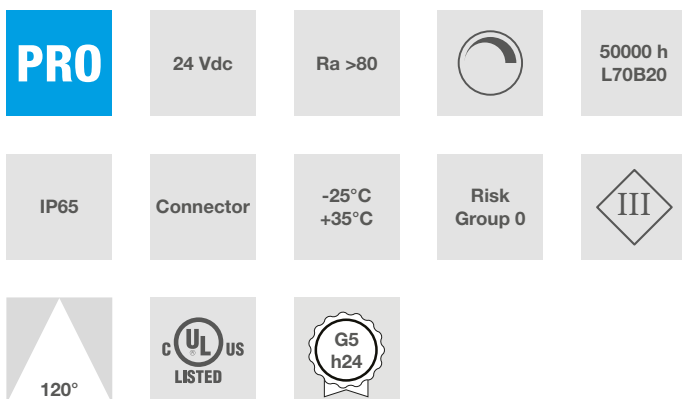 PRO
24 Vdc
Ra >80
50000 h
L70B20
IP65
Connector
-25°C
+35°C
Risk
Group 0
III
120°
C UL US
®
LISTED
G5
h24